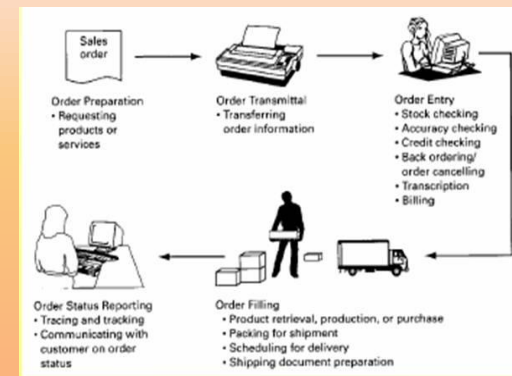 Sales
order
Order Preparation
• Requesting
products or
services
Order Transmittal
• Transferring
order information
Order Entry
• Stock checking
• Accuracy checking
• Credit checking
• Back ordering/
order cancelling
• Transcription
• Billing
Order Status Reporting
• Tracing and tracking
• Communicating with
customer on order
status
Order Filling
• Product retrieval, production, or purchase
• Packing for shipment
• Scheduling for delivery
• Shipping document preparation